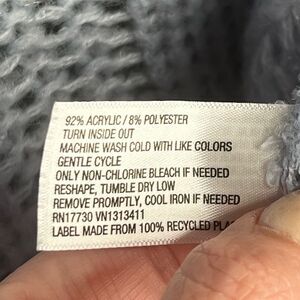 92% ACRYLIC / 8% POLYESTER
TURN INSIDE OUT
MACHINE WASH COLD WITH LIKE COLORS
GENTLE CYCLE
ONLY NON-CHLORINE BLEACH IF NEEDED
RESHAPE, TUMBLE DRY LOW
REMOVE PROMPTLY, COOL IRON IF NEEDED
RN17730 VN1313411
LABEL MADE FROM 100% RECYCLED